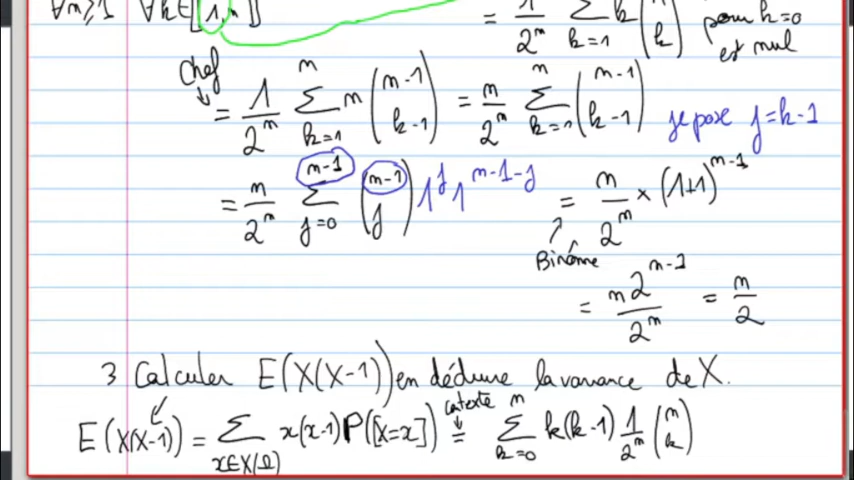 ∀n≥1 ∀k∈[[1,n]] = 1/2^n ∑_{k=1}^{n} k (n k) pour k=0 est nul
chef
= 1/2^n ∑_{k=1}^{n} n (n-1 k-1) = n/2^n ∑_{k=1}^{n} (n-1 k-1) je pose j=k-1
= n/2^n ∑_{j=0}^{n-1} (n-1 j) 1^j 1^{n-1-j} = n/2^n × (1+1)^{n-1}
Binôme
= n2^{n-1}/2^n = n/2
3 Calculer E(X(X-1)) en déduire la variance de X.
E(X(X-1)) = ∑_{x∈X(Ω)} x(x-1) P([X=x]) contexte = ∑_{k=0}^{n} k(k-1) 1/2^n (n k)